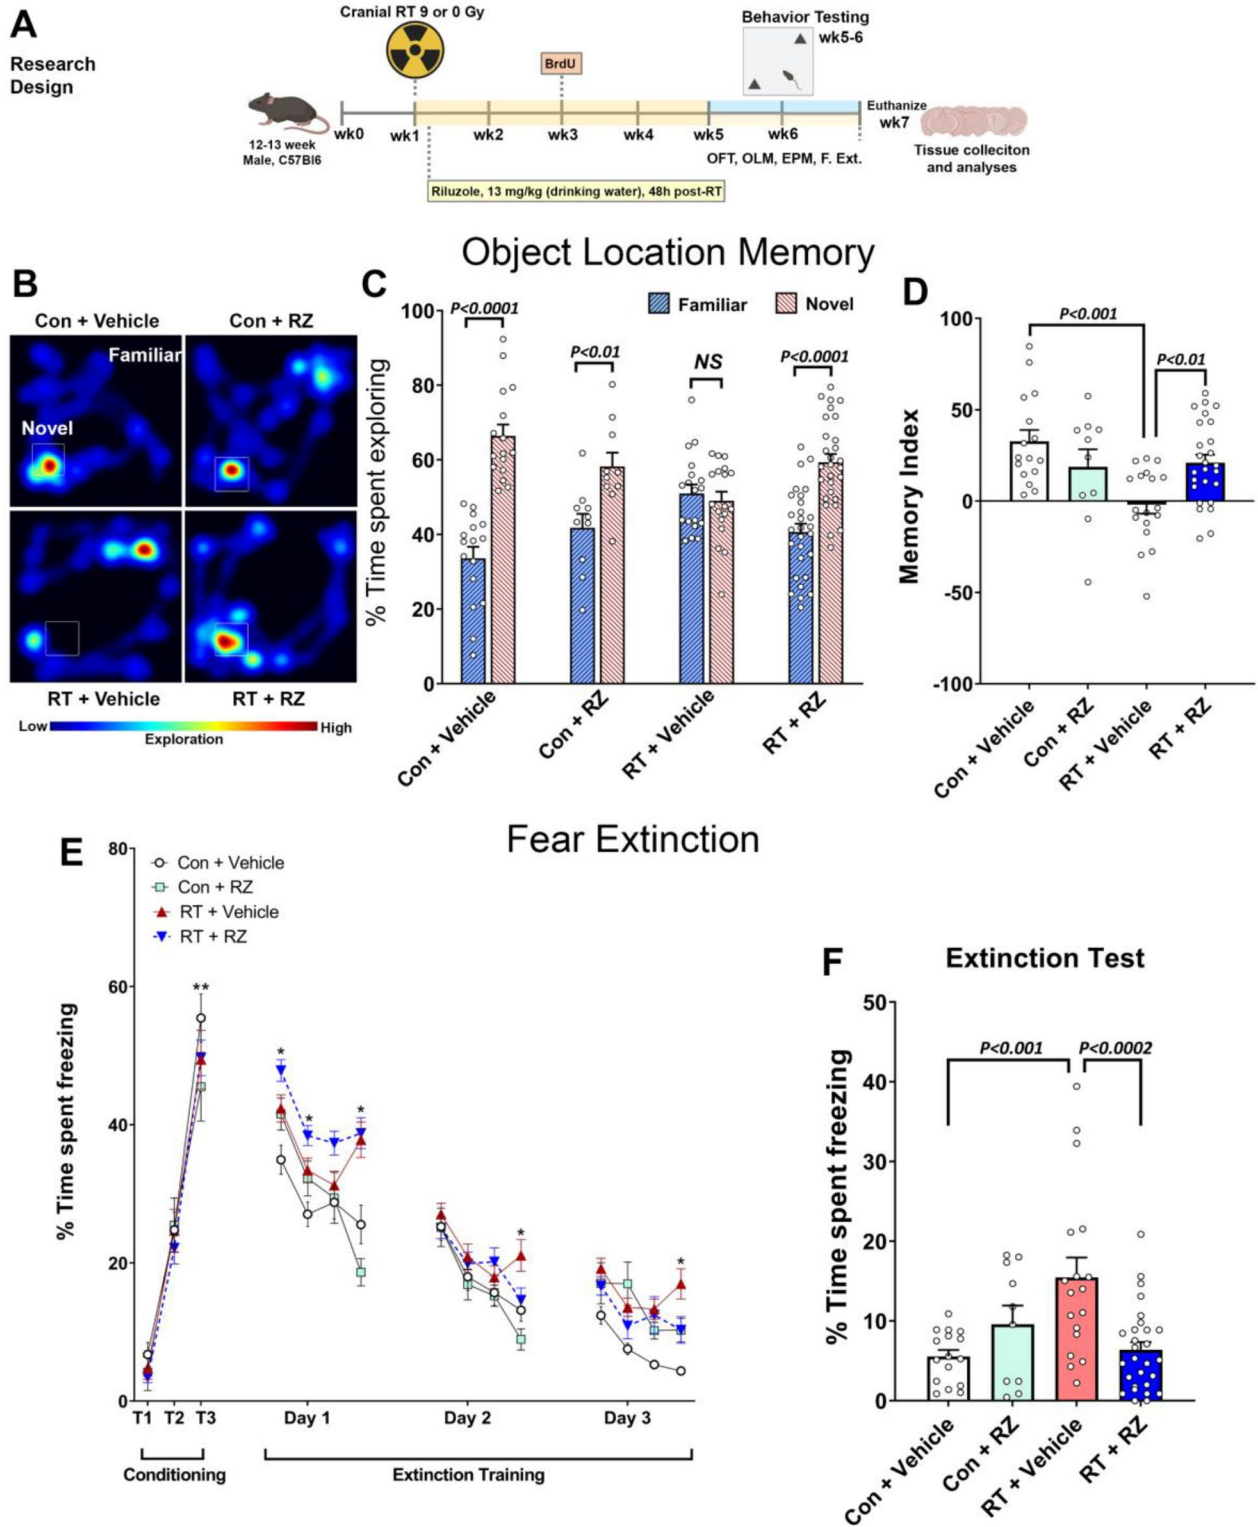 A
Research
Design
Cranial RT 9 or 0 Gy
BrdU
Behavior Testing
wk5-6
12-13 week
Male, C57Bl6
wk0
wk1
wk2
wk3
wk4
wk5
wk6
Euthanize
wk7
OFT, OLM, EPM, F. Ext.
Tissue colleciton
and analyses
Riluzole, 13 mg/kg (drinking water), 48h post-RT
Object Location Memory
B
Con + Vehicle
Con + RZ
Familiar
Novel
RT + Vehicle
RT + RZ
Low
High
Exploration
C
Familiar
Novel
% Time spent exploring
100
80
60
40
20
0
P<0.0001
P<0.01
NS
P<0.0001
Con + Vehicle
Con + RZ
RT + Vehicle
RT + RZ
D
Memory Index
100
50
0
-50
-100
P<0.001
P<0.01
Con + Vehicle
Con + RZ
RT + Vehicle
RT + RZ
Fear Extinction
E
% Time spent freezing
80
60
40
20
0
Con + Vehicle
Con + RZ
RT + Vehicle
RT + RZ
**
*
*
*
*
*
T1
T2
T3
Day 1
Day 2
Day 3
Conditioning
Extinction Training
F
Extinction Test
% Time spent freezing
50
40
30
20
10
0
P<0.001
P<0.0002
Con + Vehicle
Con + RZ
RT + Vehicle
RT + RZ